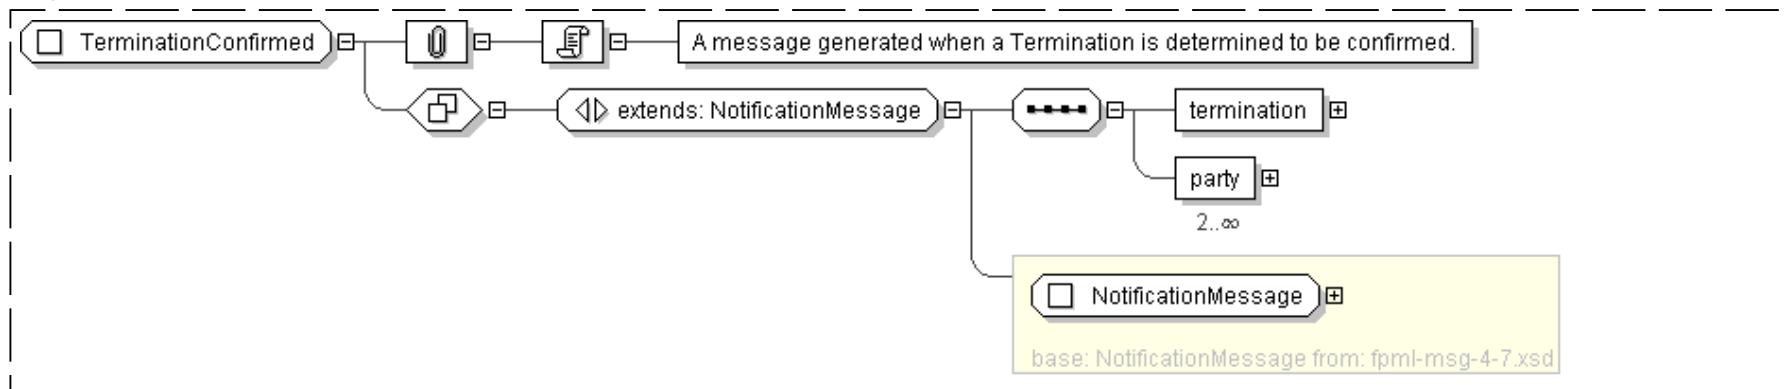 TerminationConfirmed
A message generated when a Termination is determined to be confirmed.
extends: NotificationMessage
termination
party
2..∞
NotificationMessage
base: NotificationMessage from: fpml-msg-4-7.xsd